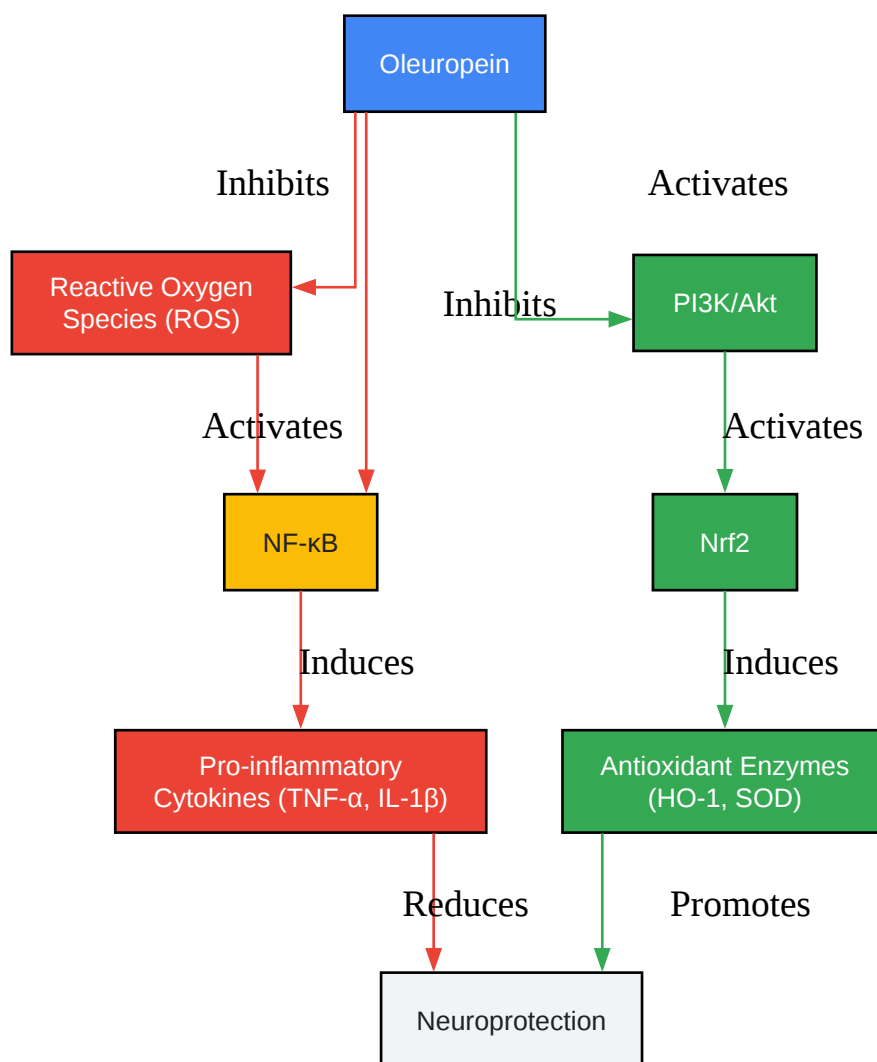 Oleuropein
Inhibits
Activates
Reactive Oxygen
Species (ROS)
Inhibits
PI3K/Akt
Activates
Activates
NF-κB
Nrf2
Induces
Induces
Pro-inflammatory
Cytokines (TNF-α, IL-1β)
Antioxidant Enzymes
(HO-1, SOD)
Reduces
Promotes
Neuroprotection